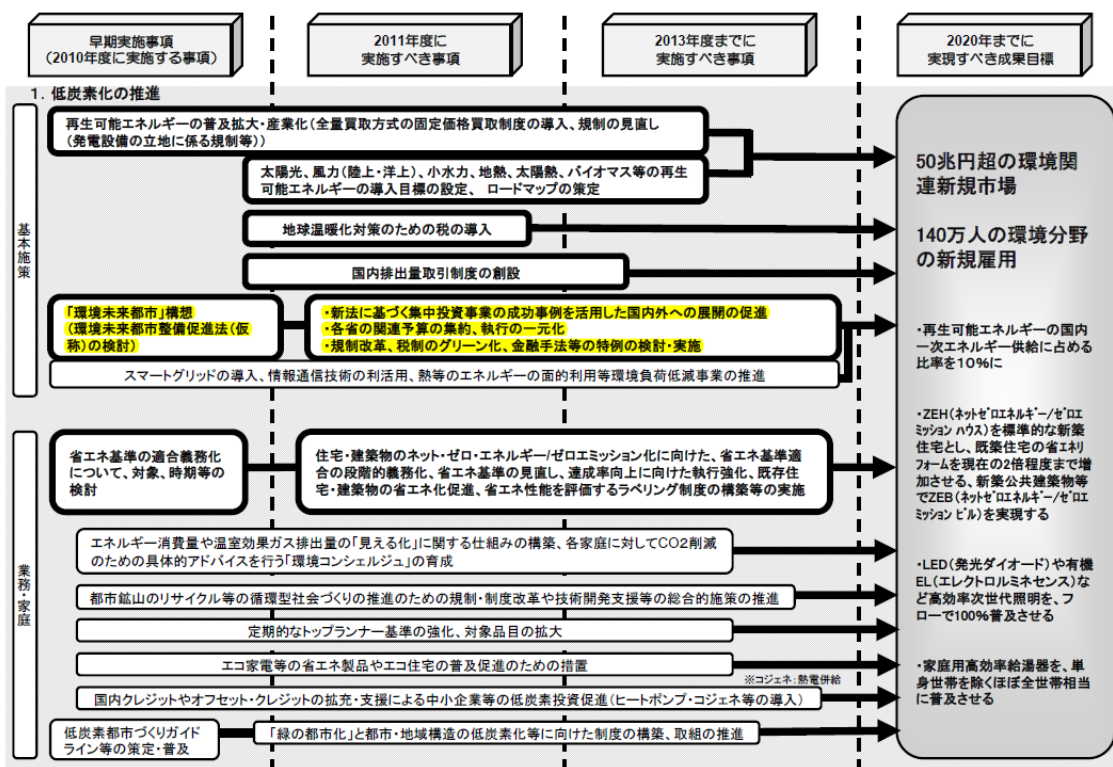 早期実施事項
(2010年度に実施する事項)
2011年度に
実施すべき事項
2013年度までに
実施すべき事項
2020年までに
実現すべき成果目標
1. 低炭素化の推進
基本施策
再生可能エネルギーの普及拡大・産業化(全量買取方式の固定価格買取制度の導入、規制の見直し
(発電設備の立地に係る規制等))
太陽光、風力(陸上・洋上)、小水力、地熱、太陽熱、バイオマス等の再生
可能エネルギーの導入目標の設定、 ロードマップの策定
地球温暖化対策のための税の導入
国内排出量取引制度の創設
「環境未来都市」構想
(環境未来都市整備促進法(仮
称)の検討)
・新法に基づく集中投資事業の成功事例を活用した国内外への展開の促進
・各省の関連予算の集約、執行の一元化
・規制改革、税制のグリーン化、金融手法等の特例の検討・実施
スマートグリッドの導入、情報通信技術の利活用、熱等のエネルギーの面的利用等環境負荷低減事業の推進
業務・家庭
省エネ基準の適合義務化
について、対象、時期等の
検討
住宅・建築物のネット・ゼロ・エネルギー/ゼロエミッション化に向けた、省エネ基準適
合の段階的義務化、省エネ基準の見直し、達成率向上に向けた執行強化、既存住
宅・建築物の省エネ化促進、省エネ性能を評価するラベリング制度の構築等の実施
エネルギー消費量や温室効果ガス排出量の「見える化」に関する仕組みの構築、各家庭に対してCO2削減
のための具体的アドバイスを行う「環境コンシェルジュ」の育成
都市鉱山のリサイクル等の循環型社会づくりの推進のための規制・制度改革や技術開発支援等の総合的施策の推進
定期的なトップランナー基準の強化、対象品目の拡大
エコ家電等の省エネ製品やエコ住宅の普及促進のための措置
※コジェネ:熱電併給
国内クレジットやオフセット・クレジットの拡充・支援による中小企業等の低炭素投資促進(ヒートポンプ・コジェネ等の導入)
低炭素都市づくりガイド
ライン等の策定・普及
「緑の都市化」と都市・地域構造の低炭素化等に向けた制度の構築、取組の推進
50兆円超の環境関
連新規市場
140万人の環境分野
の新規雇用
・再生可能エネルギーの国内
一次エネルギー供給に占める
比率を10%に
・ZEH(ネットゼロエネルギー/ゼロエ
ミッション ハウス)を標準的な新築
住宅とし、既築住宅の省エネリ
フォームを現在の2倍程度まで増
加させる、新築公共建築物等
でZEB(ネットゼロエネルギー/ゼロエ
ミッション ビル)を実現する
・LED(発光ダイオード)や有機
EL(エレクトロルミネセンス)な
ど高効率次世代照明を、フ
ローで100%普及させる
・家庭用高効率給湯器を、単
身世帯を除くほぼ全世帯相当
に普及させる